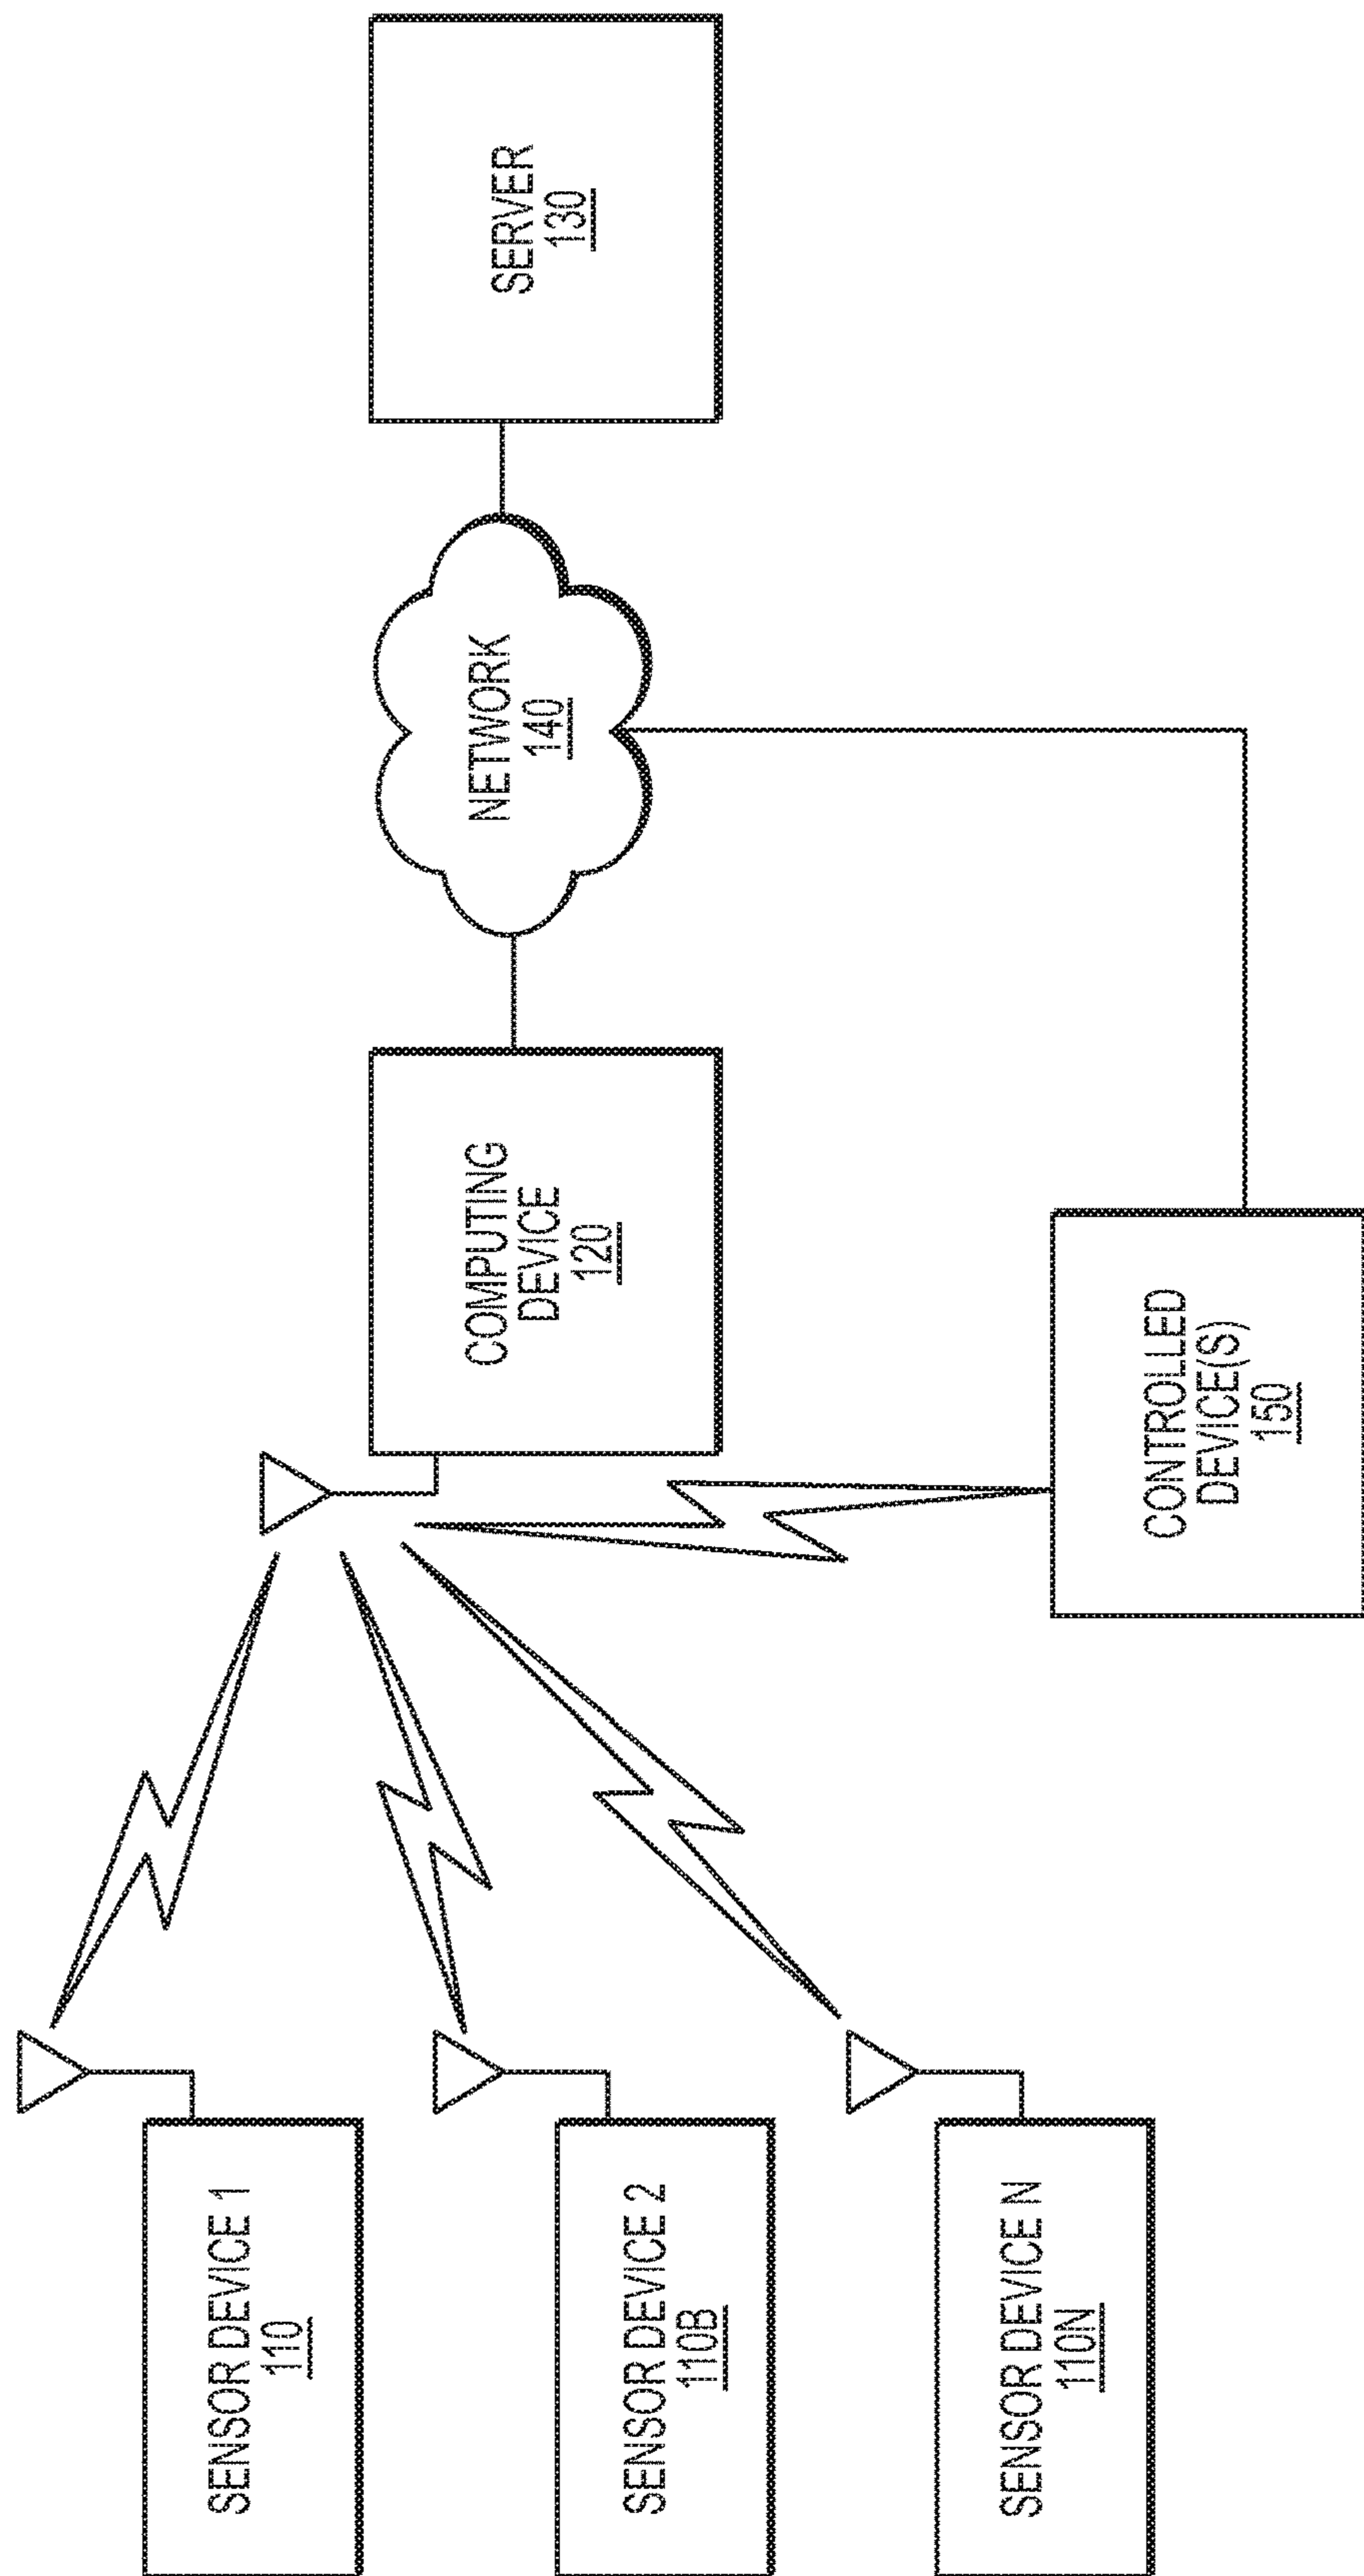 SENSOR DEVICE 1
110
SENSOR DEVICE 2
110B
SENSOR DEVICE N
110N
COMPUTING
DEVICE
120
CONTROLLED
DEVICE(S)
150
NETWORK
140
SERVER
130